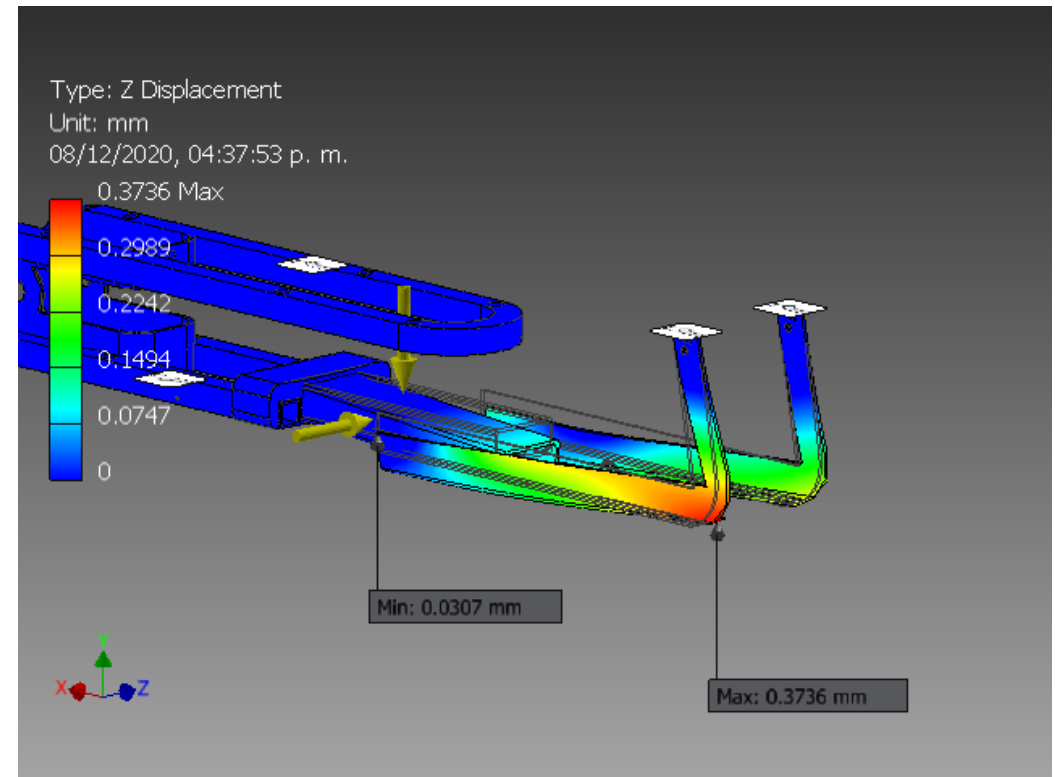 Type: Z Displacement
Unit: mm
08/12/2020, 04:37:53 p. m.
0.3736 Max
0.2989
0.2242
0.1494
0.0747
0
Min: 0.0307 mm
Max: 0.3736 mm
Y
X
Z